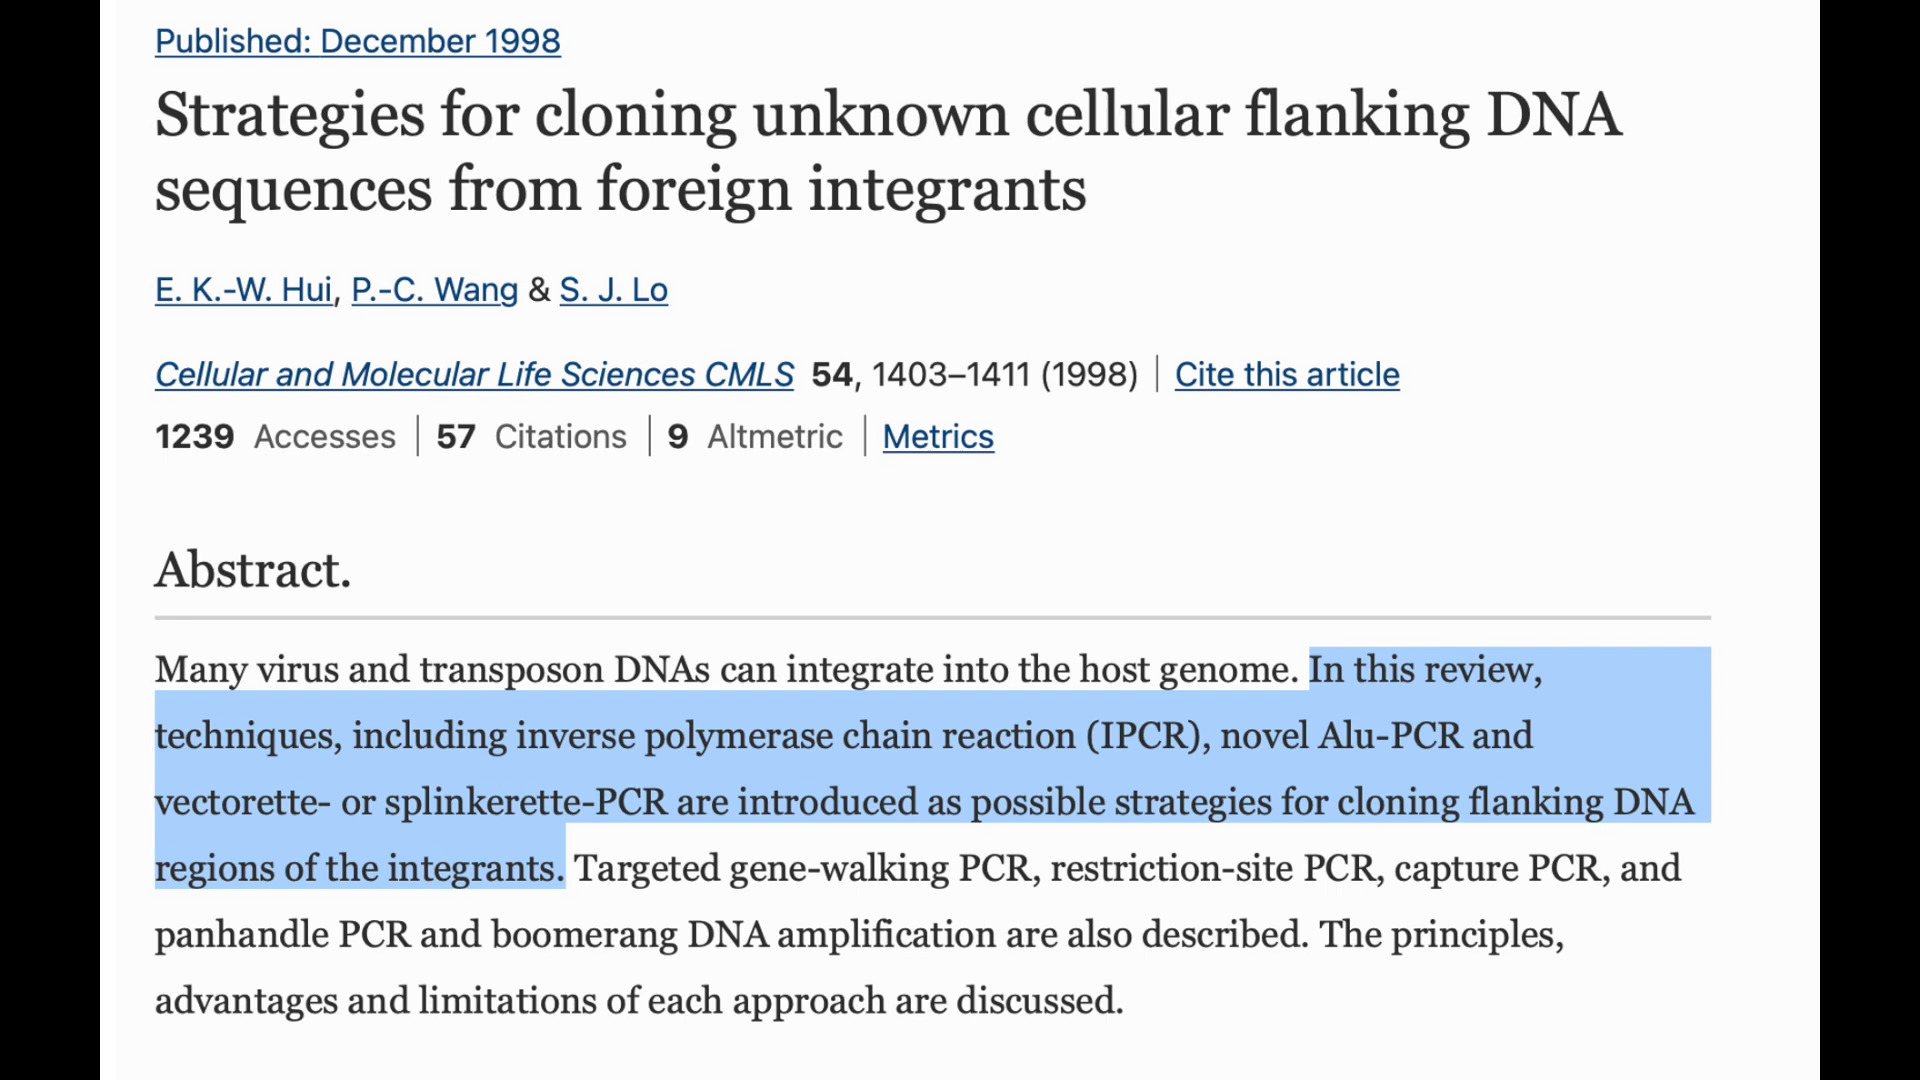 Published: December 1998
Strategies for cloning unknown cellular flanking DNA
sequences from foreign integrants
E. K.-W. Hui, P.-C. Wang & S. J. Lo
Cellular and Molecular Life Sciences CMLS 54, 1403–1411 (1998) | Cite this article
1239 Accesses | 57 Citations | 9 Altmetric | Metrics
Abstract.
Many virus and transposon DNAs can integrate into the host genome. In this review,
techniques, including inverse polymerase chain reaction (IPCR), novel Alu-PCR and
vectorette- or splinkerette-PCR are introduced as possible strategies for cloning flanking DNA
regions of the integrants. Targeted gene-walking PCR, restriction-site PCR, capture PCR, and
panhandle PCR and boomerang DNA amplification are also described. The principles,
advantages and limitations of each approach are discussed.